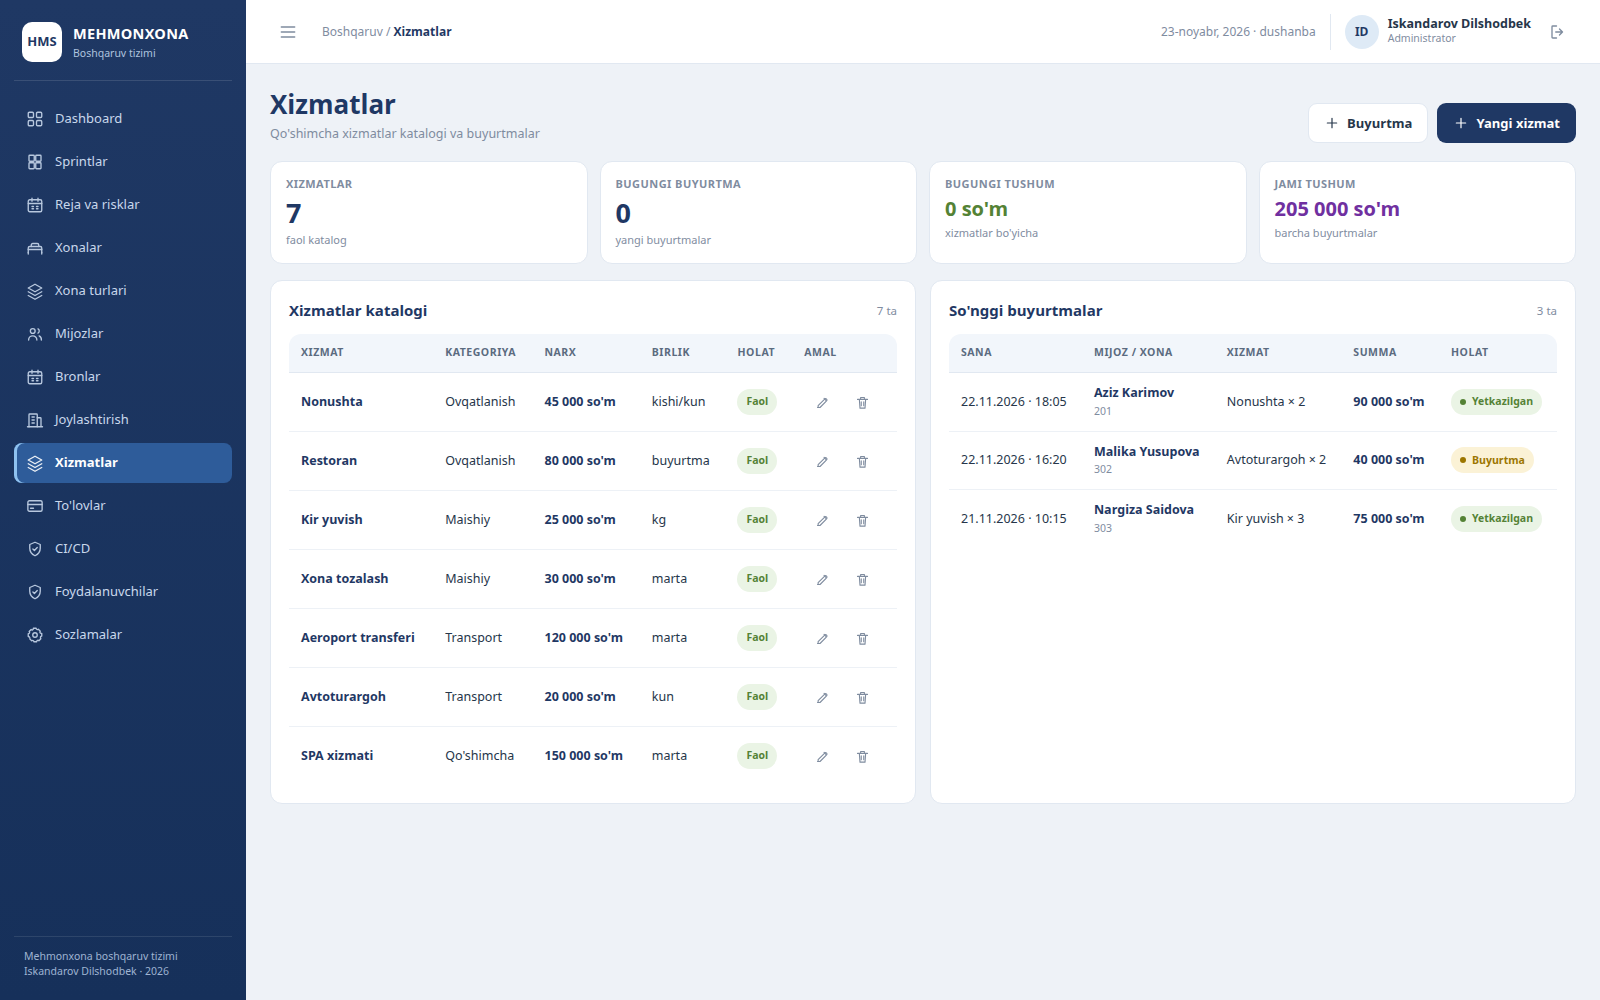 HMS
MEHMONXONA
Boshqaruv tizimi
Dashboard
Sprintlar
Reja va risklar
Xonalar
Xona turlari
Mijozlar
Bronlar
Joylashtirish
Xizmatlar
To'lovlar
CI/CD
Foydalanuvchilar
Sozlamalar
Mehmonxona boshqaruv tizimi
Iskandarov Dilshodbek · 2026
Boshqaruv / Xizmatlar
23-noyabr, 2026 · dushanba
ID
Iskandarov Dilshodbek
Administrator
Xizmatlar
Qo'shimcha xizmatlar katalogi va buyurtmalar
Buyurtma
Yangi xizmat
XIZMATLAR
7
faol katalog
BUGUNGI BUYURTMA
0
yangi buyurtmalar
BUGUNGI TUSHUM
0 so'm
xizmatlar bo'yicha
JAMI TUSHUM
205 000 so'm
barcha buyurtmalar
Xizmatlar katalogi 7 ta
XIZMAT KATEGORIYA NARX BIRLIK HOLAT AMAL
Nonushta Ovqatlanish 45 000 so'm kishi/kun Faol
Restoran Ovqatlanish 80 000 so'm buyurtma Faol
Kir yuvish Maishiy 25 000 so'm kg Faol
Xona tozalash Maishiy 30 000 so'm marta Faol
Aeroport transferi Transport 120 000 so'm marta Faol
Avtoturargoh Transport 20 000 so'm kun Faol
SPA xizmati Qo'shimcha 150 000 so'm marta Faol
So'nggi buyurtmalar 3 ta
SANA MIJOZ / XONA XIZMAT SUMMA HOLAT
22.11.2026 · 18:05 Aziz Karimov Nonushta × 2 90 000 so'm Yetkazilgan
201
22.11.2026 · 16:20 Malika Yusupova Avtoturargoh × 2 40 000 so'm Buyurtma
302
21.11.2026 · 10:15 Nargiza Saidova Kir yuvish × 3 75 000 so'm Yetkazilgan
303